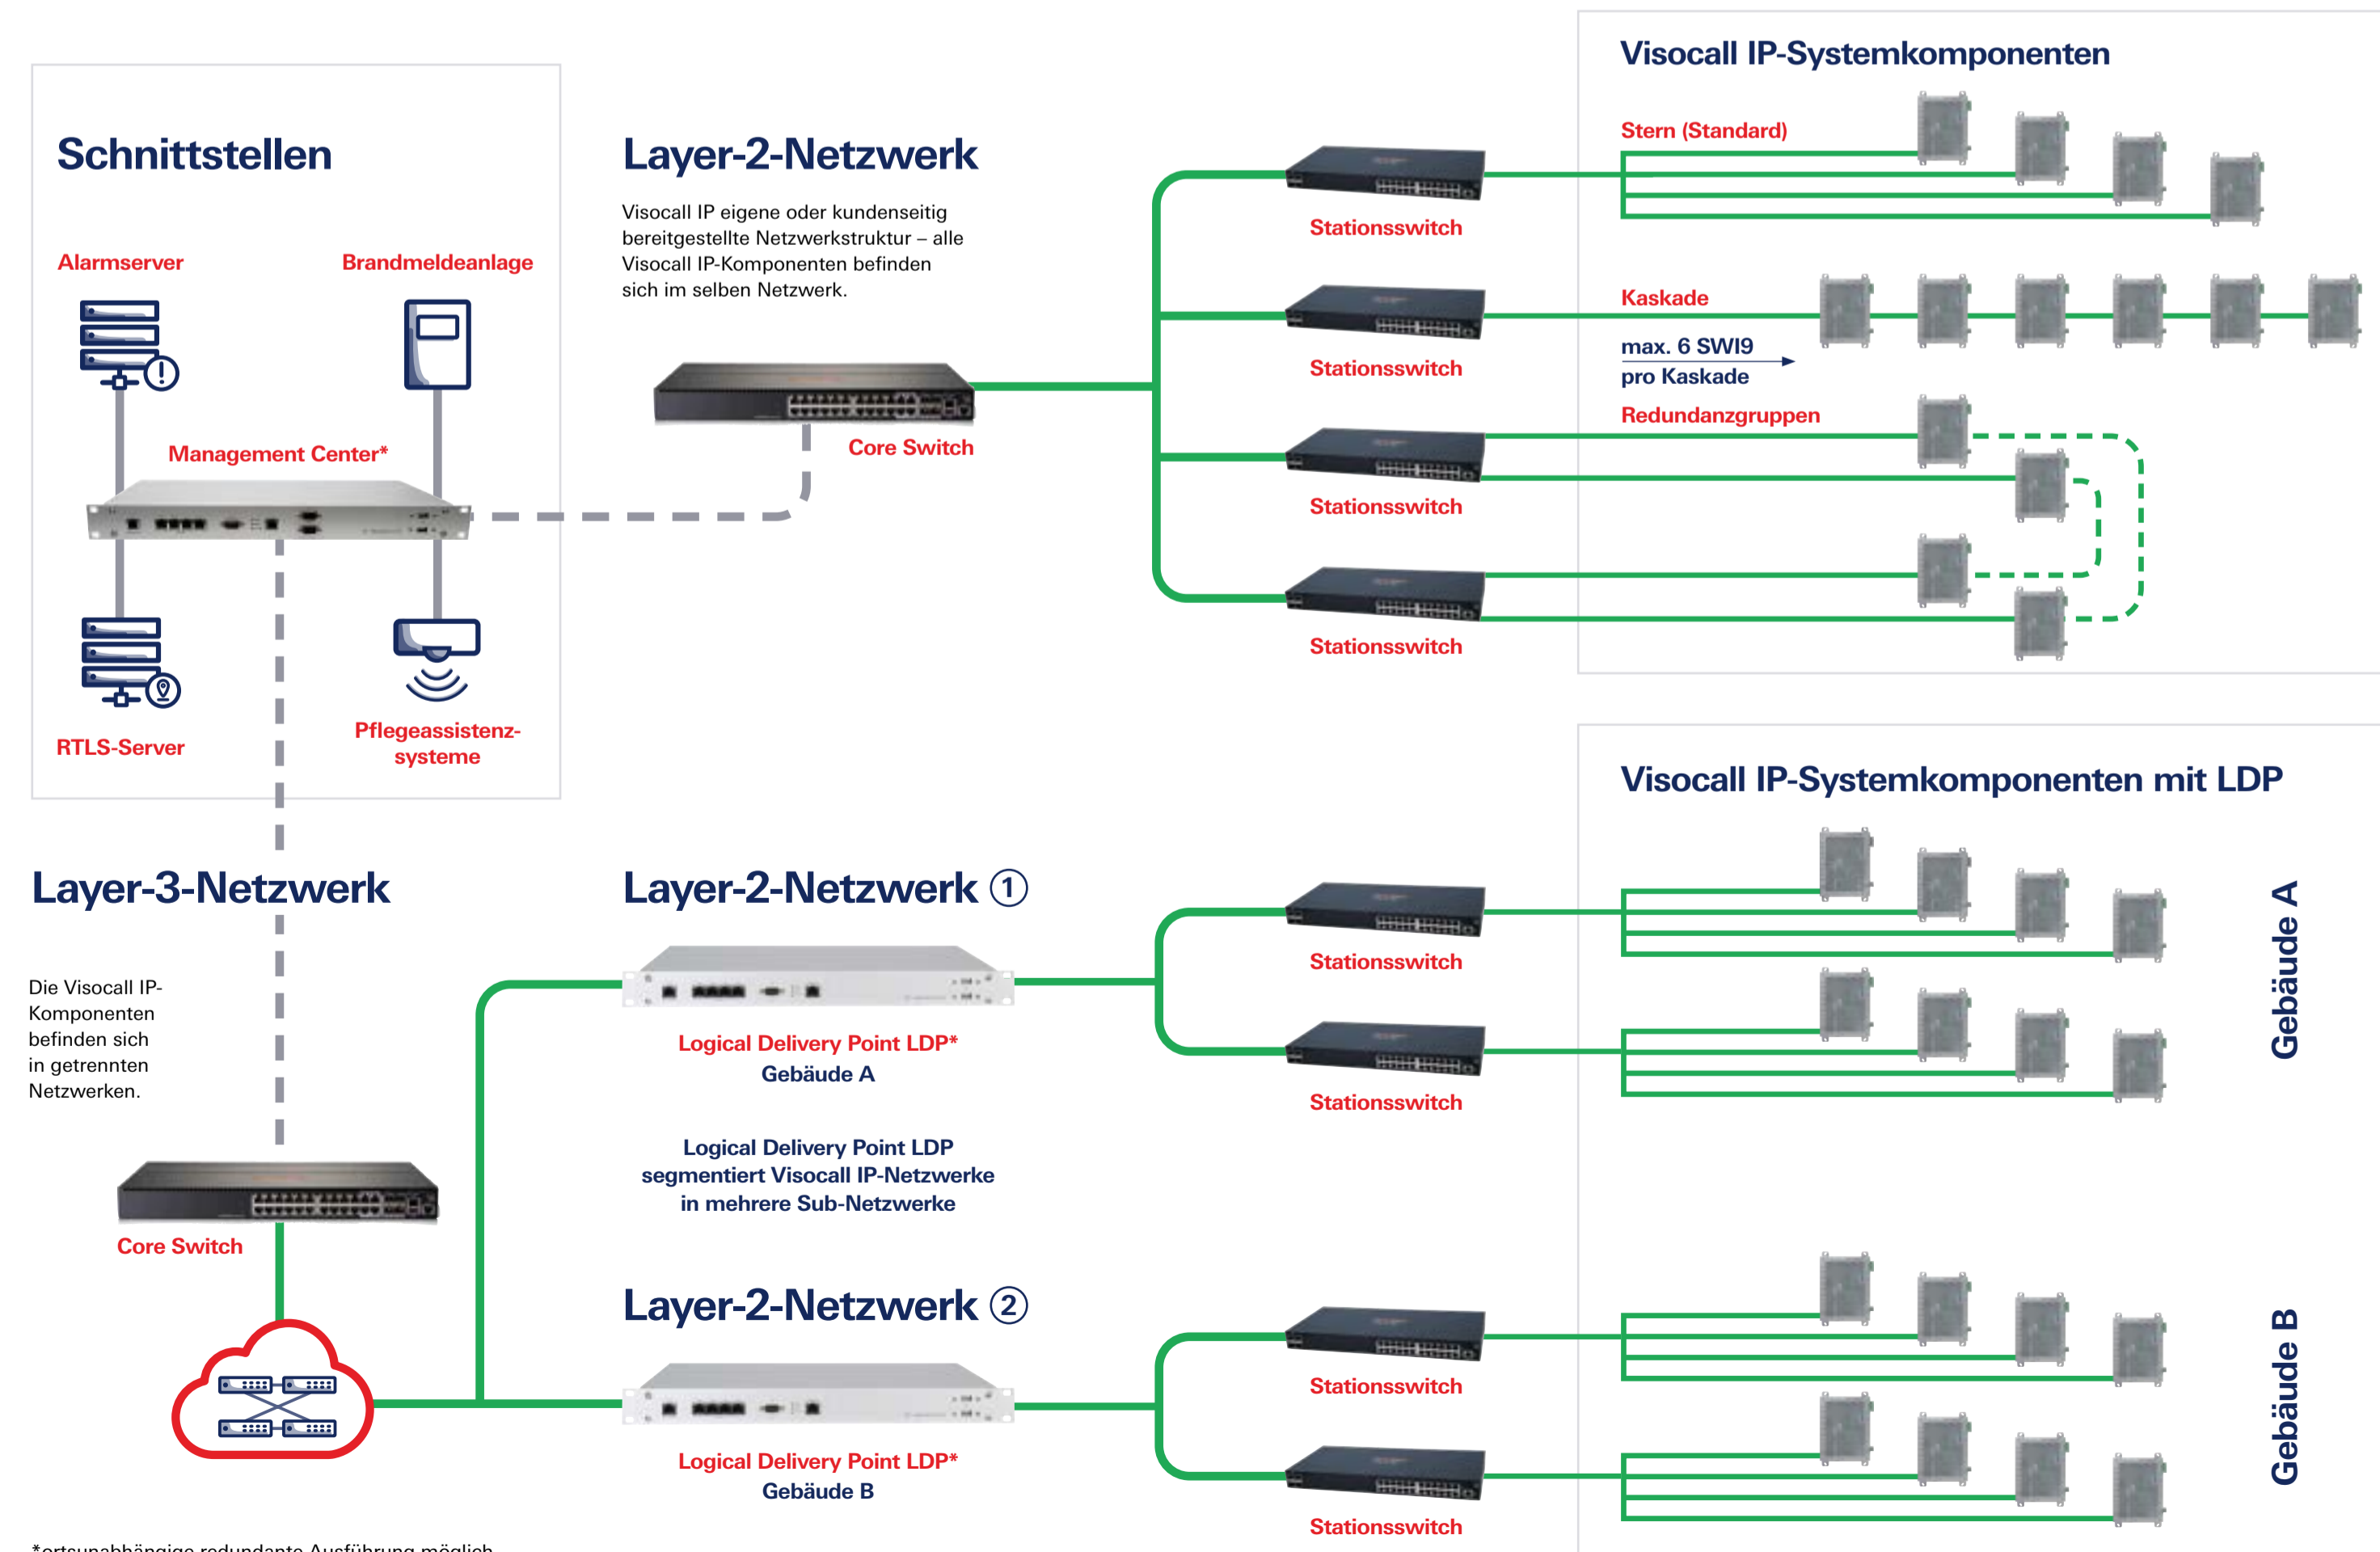 Schnittstellen
Alarmserver
Brandmeldeanlage
Management Center*
RTLS-Server
Pflegeassistenz-
systeme
Layer-2-Netzwerk
Visocall IP eigene oder kundenseitig
bereitgestellte Netzwerkstruktur – alle
Visocall IP-Komponenten befinden
sich im selben Netzwerk.
Core Switch
Stationsswitch
Stationsswitch
Stationsswitch
Stationsswitch
Visocall IP-Systemkomponenten
Stern (Standard)
Kaskade
max. 6 SWI9
pro Kaskade
Redundanzgruppen
Layer-3-Netzwerk
Die Visocall IP-
Komponenten
befinden sich
in getrennten
Netzwerken.
Core Switch
Layer-2-Netzwerk ①
Logical Delivery Point LDP*
Gebäude A
Logical Delivery Point LDP
segmentiert Visocall IP-Netzwerke
in mehrere Sub-Netzwerke
Layer-2-Netzwerk ②
Logical Delivery Point LDP*
Gebäude B
Stationsswitch
Stationsswitch
Stationsswitch
Stationsswitch
Visocall IP-Systemkomponenten mit LDP
Gebäude A
Gebäude B
*ortsunabhängige redundante Ausführung möglich